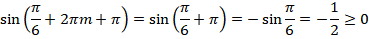 sin(π/6 + 2πm + π) = sin(π/6 + π) = − sin π/6 = − 1/2 ≥ 0